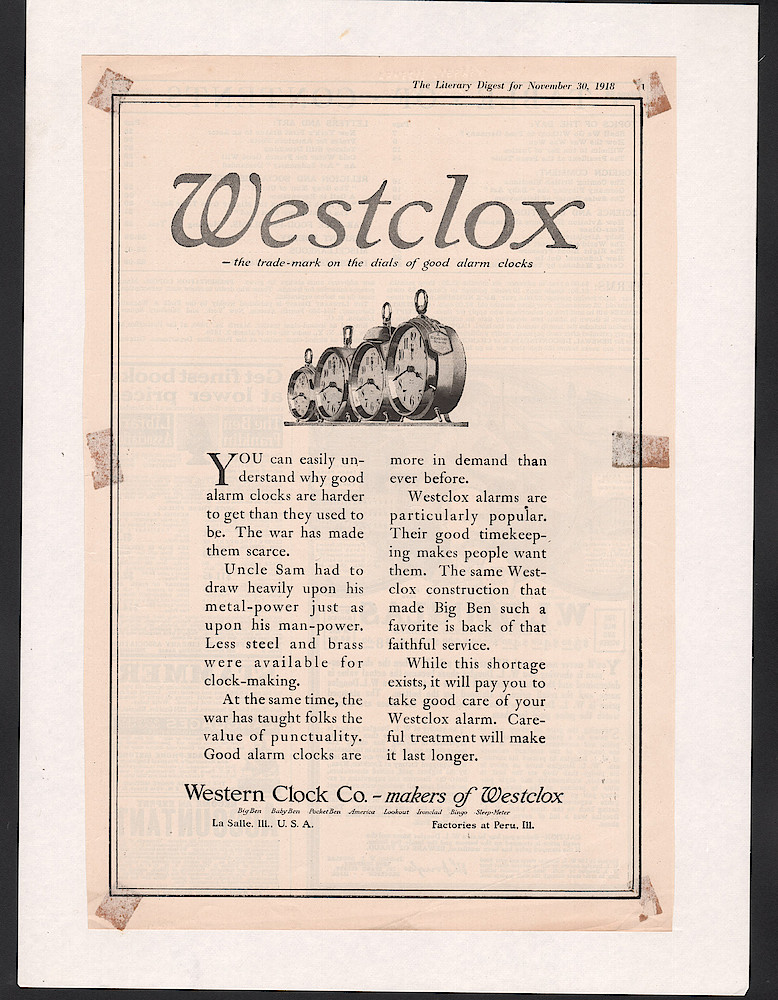 The Literary Digest for November 30, 1918
Westclox
– the trade-mark on the dials of good alarm clocks
YOU can easily un-
derstand why good
alarm clocks are harder
to get than they used to
be. The war has made
them scarce.
Uncle Sam had to
draw heavily upon his
metal-power just as
upon his man-power.
Less steel and brass
were available for
clock-making.
At the same time, the
war has taught folks the
value of punctuality.
Good alarm clocks are
more in demand than
ever before.
Westclox alarms are
particularly popular.
Their good timekeep-
ing makes people want
them. The same West-
clox construction that
made Big Ben such a
favorite is back of that
faithful service.
While this shortage
exists, it will pay you to
take good care of your
Westclox alarm. Care-
ful treatment will make
it last longer.
Western Clock Co. – makers of Westclox
Big Ben Baby Ben Pocket Ben America Lookout Ironclad Bingo Sleep-Meter
La Salle, Ill., U. S. A. Factories at Peru, Ill.